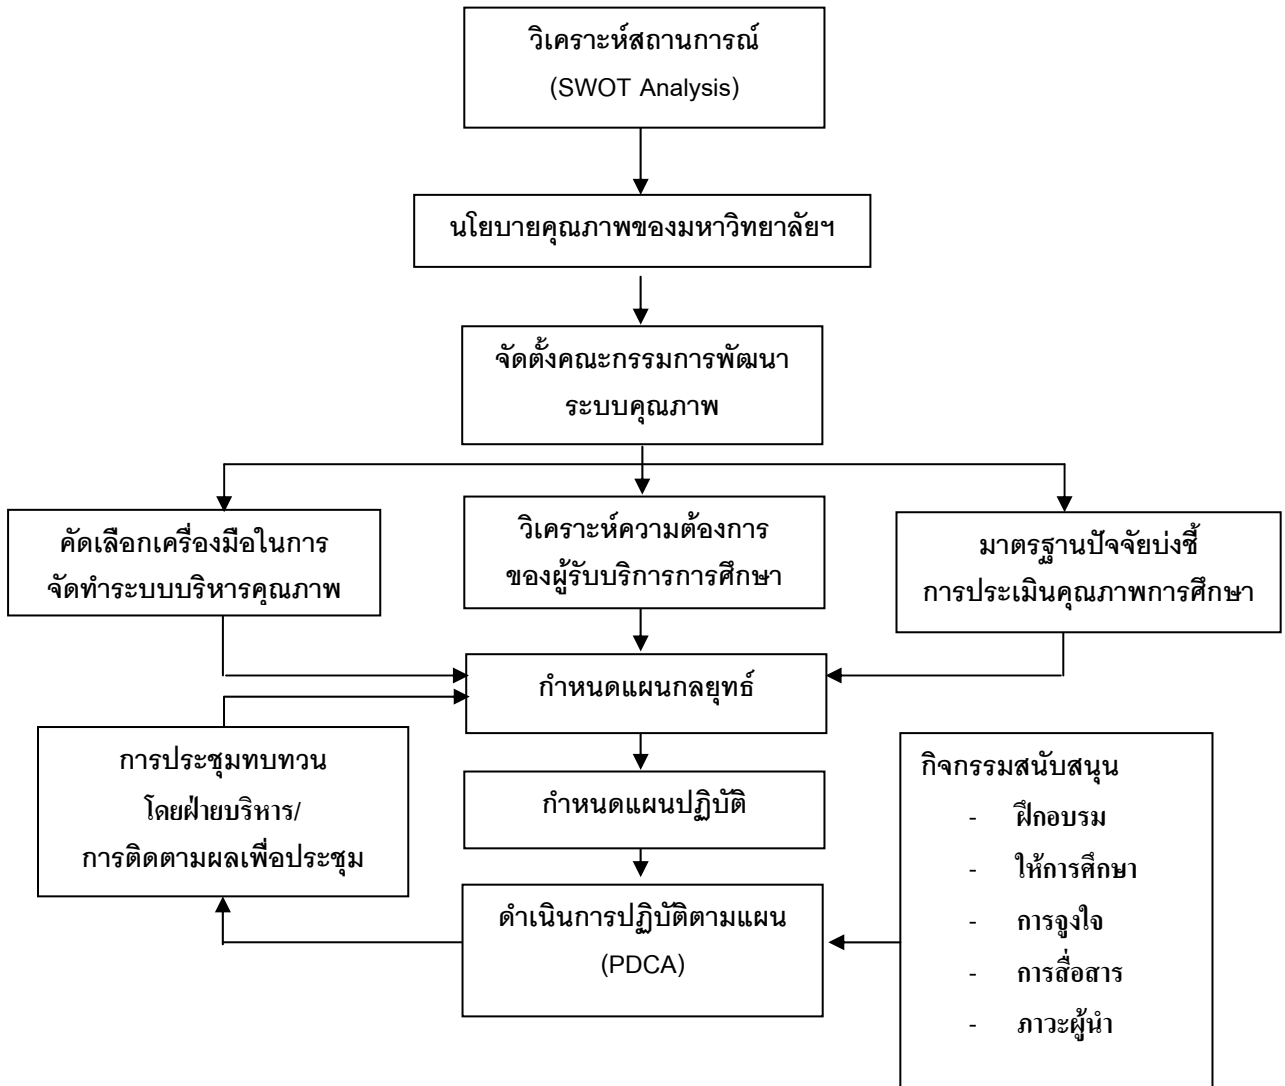 วิเคราะห์สถานการณ์
(SWOT Analysis)
นโยบายคุณภาพของมหาวิทยาลัยฯ
จัดตั้งคณะกรรมการพัฒนา
ระบบคุณภาพ
คัดเลือกเครื่องมือในการ
จัดทำระบบบริหารคุณภาพ
วิเคราะห์ความต้องการ
ของผู้รับบริการการศึกษา
มาตรฐานปัจจัยบ่งชี้
การประเมินคุณภาพการศึกษา
กำหนดแผนกลยุทธ์
การประชุมทบทวน
โดยฝ่ายบริหาร/
การติดตามผลเพื่อประชุม
กำหนดแผนปฏิบัติ
ดำเนินการปฏิบัติตามแผน
(PDCA)
กิจกรรมสนับสนุน
- ฝึกอบรม
- ให้การศึกษา
- การจูงใจ
- การสื่อสาร
- ภาวะผู้นำ